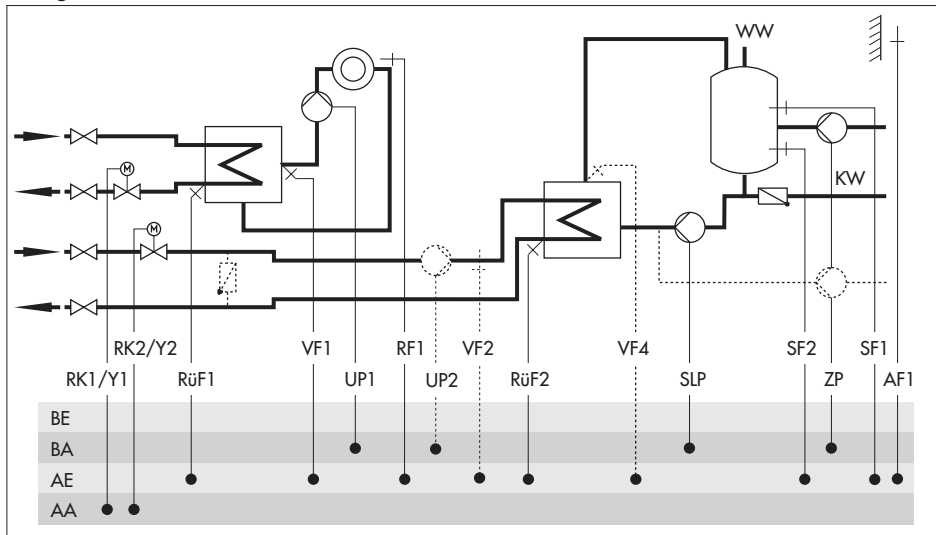 WW
M
KW
M
RK2/Y2 VF1 RF1 VF2 VF4 SF2 SF1
RK1/Y1 RüF1 UP1 UP2 RüF2 SLP ZP AF1
BE
BA
AE
AA